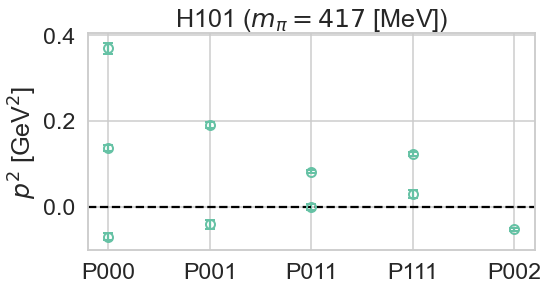 H101 ($m_\pi = 417$ [MeV])
$p^2$ [GeV$^2$]
0.4
0.2
0.0
P000 P001 P011 P111 P002